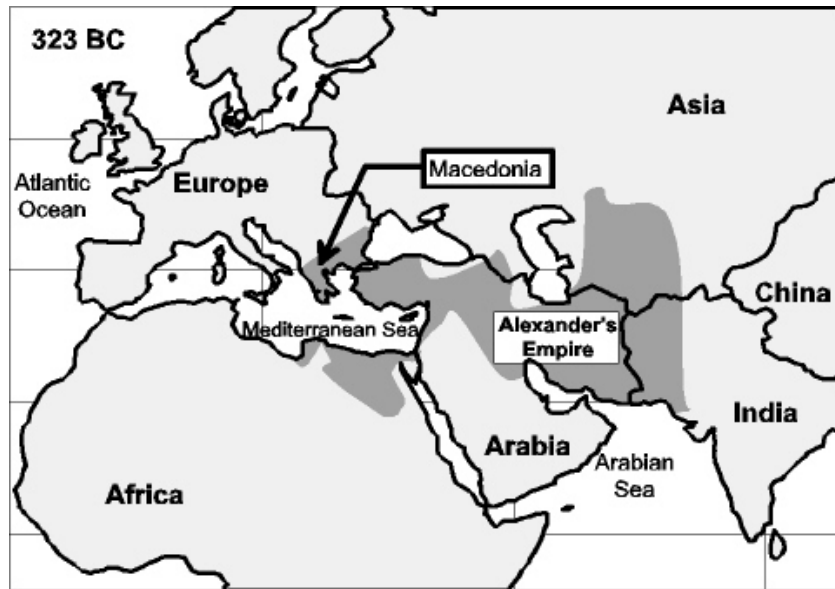 323 BC
Asia
Macedonia
Atlantic
Ocean
Europe
China
Mediterranean Sea
Alexander's
Empire
India
Arabia
Arabian
Sea
Africa